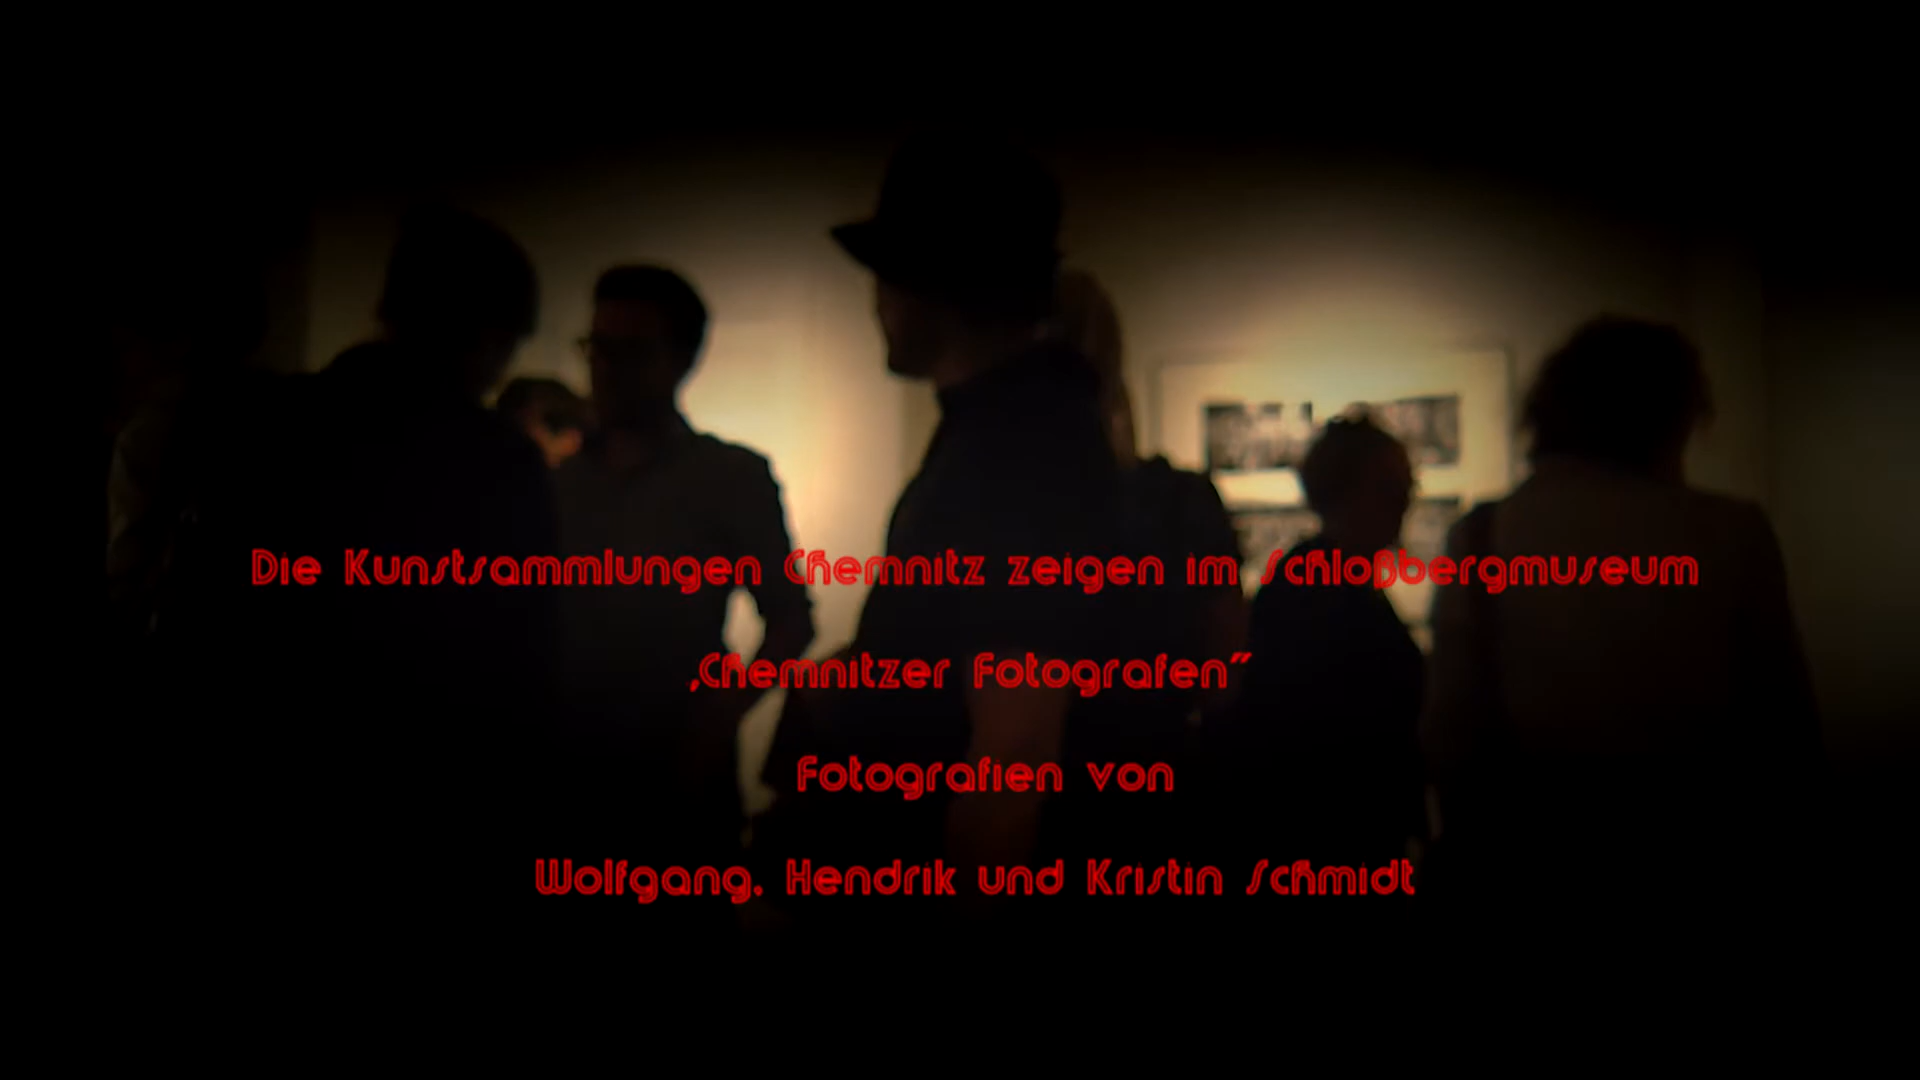 Die Kunstsammlungen Chemnitz zeigen im Schloßbergmuseum
‚Chemnitzer Fotografen"
Fotografien von
Wolfgang, Hendrik und Kristin Schmidt